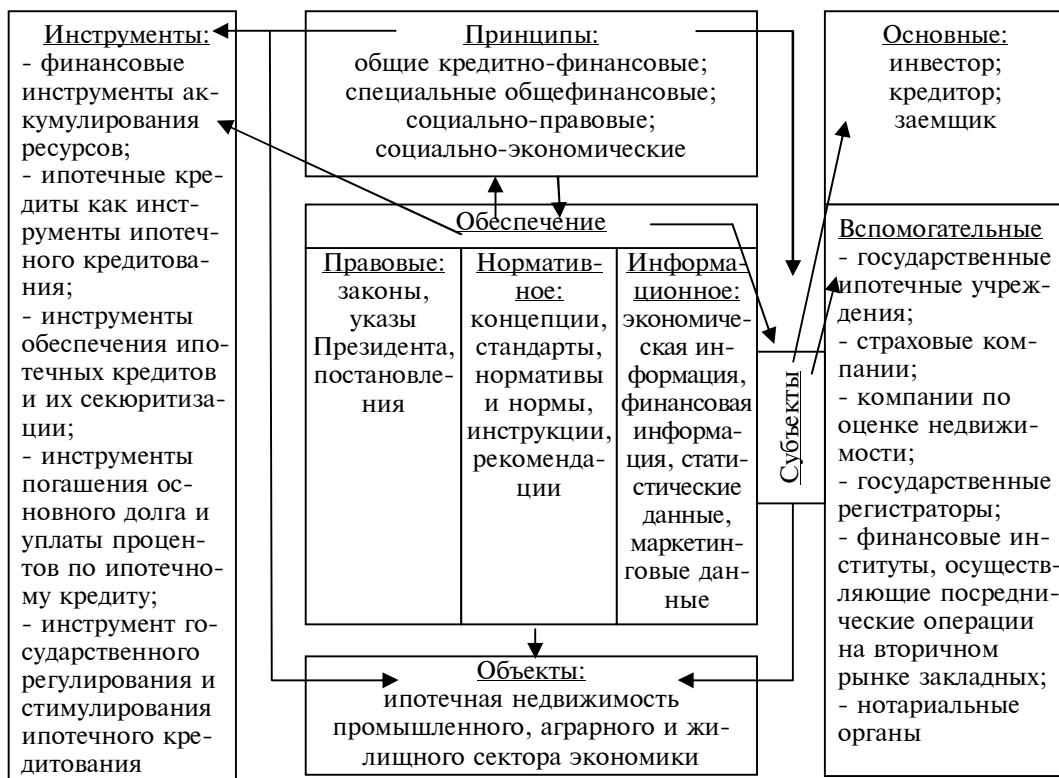 Инструменты:
- финансовые
инструменты ак-
кумулирования
ресурсов;
- ипотечные кре-
диты как инст-
рументы ипотеч-
ного кредитова-
ния;
- инструменты
обеспечения ипо-
течных кредитов
и их секюритиза-
ции;
- инструменты
погашения ос-
новного долга и
уплаты процен-
тов по ипотечно-
му кредиту;
- инструмент го-
сударственного
регулирования и
стимулирования
ипотечного кре-
дитования
Принципы:
общие кредитно-финансовые;
специальные общефинансовые;
социально-правовые;
социально-экономические
Обеспечение
Правовые:
законы,
указы
Президента,
постановле-
ния
Норматив-
ное:
концепции,
стандарты,
нормативы
и нормы,
инструкции,
рекоменда-
ции
Информа-
ционное:
экономиче-
ская ин-
формация,
финансовая
информа-
ция, стати-
стические
данные,
маркетин-
говые дан-
ные
Объекты:
ипотечная недвижимость
промышленного, аграрного и жи-
лищного сектора экономики
Субъекты
Основные:
инвестор;
кредитор;
заемщик
Вспомогательные
- государственные
ипотечные учреж-
дения;
- страховые ком-
пании;
- компании по
оценке недвижи-
мости;
- государственные
регистраторы;
- финансовые ин-
ституты, осуществ-
ляющие посредни-
ческие операции
на вторичном
рынке закладных;
- нотариальные
органы